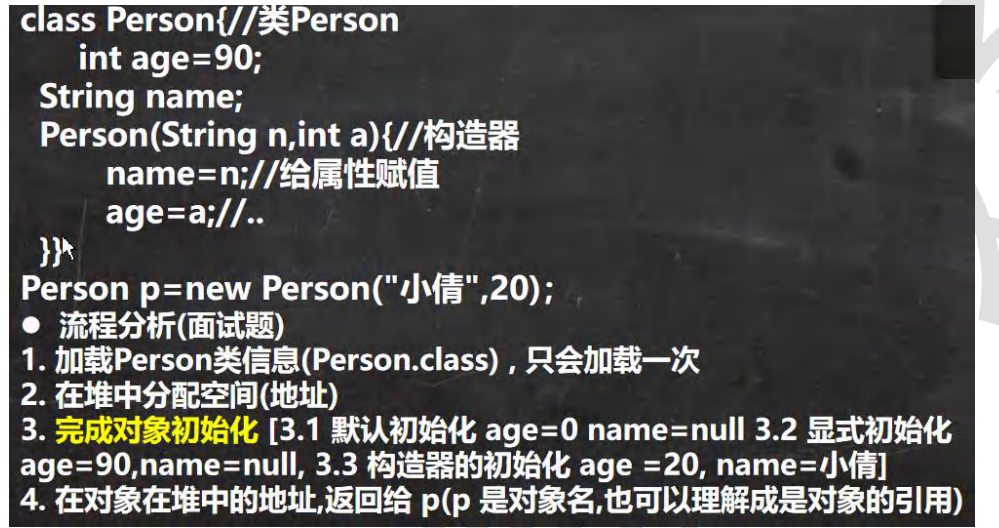 class Person{//类Person
int age=90;
String name;
Person(String n,int a){//构造器
name=n;//给属性赋值
age=a;//..
}}
Person p=new Person("小倩",20);
● 流程分析(面试题)
1. 加载Person类信息(Person.class) , 只会加载一次
2. 在堆中分配空间(地址)
3. 完成对象初始化 [3.1 默认初始化 age=0 name=null 3.2 显式初始化
age=90,name=null, 3.3 构造器的初始化 age =20, name=小倩]
4. 在对象在堆中的地址,返回给 p(p 是对象名,也可以理解成是对象的引用)